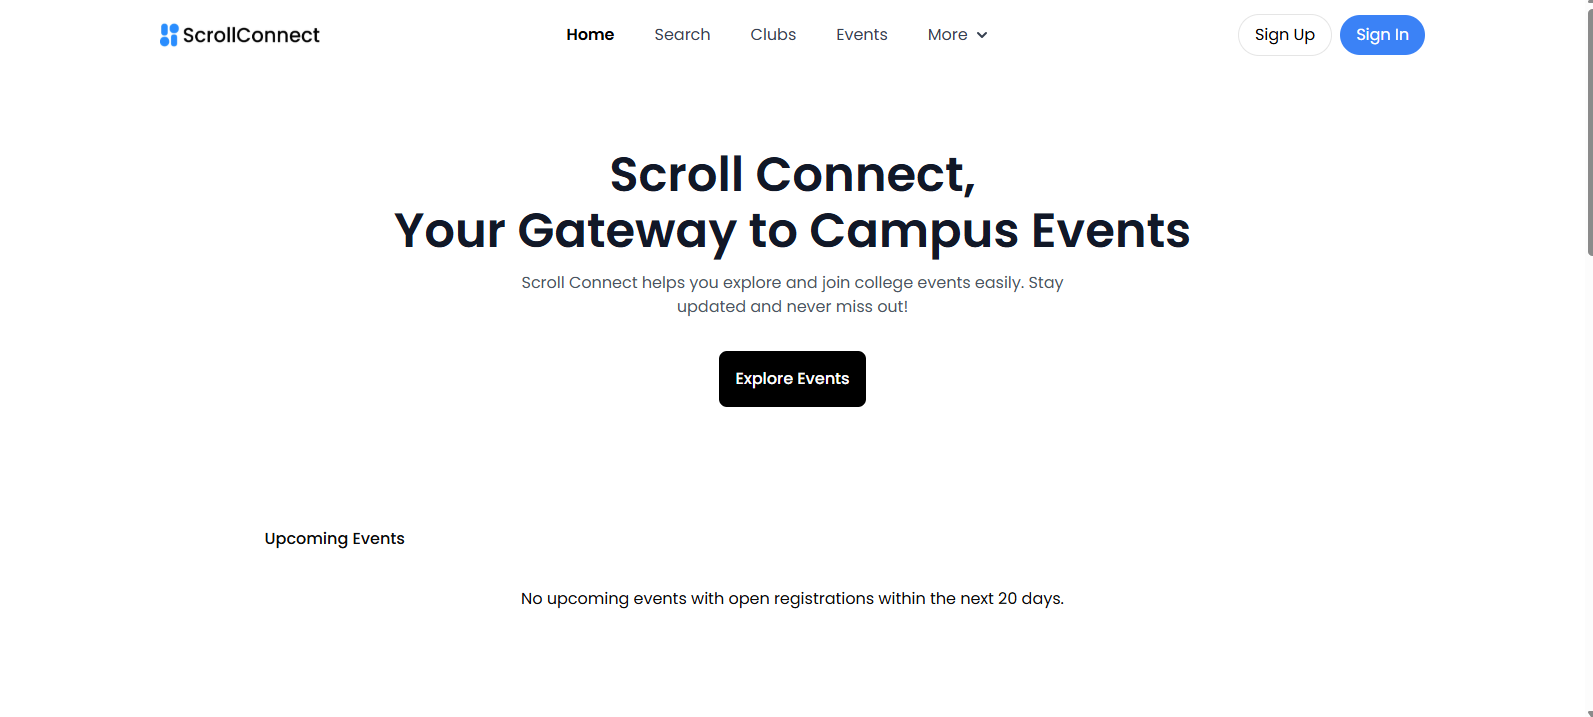 ScrollConnect
Home Search Clubs Events More
Sign Up Sign In
Scroll Connect,
Your Gateway to Campus Events
Scroll Connect helps you explore and join college events easily. Stay
updated and never miss out!
Explore Events
Upcoming Events
No upcoming events with open registrations within the next 20 days.